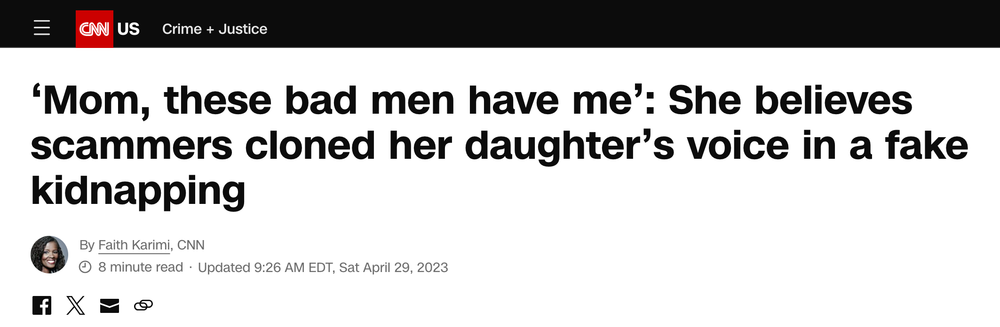 CNN US Crime + Justice
‘Mom, these bad men have me’: She believes
scammers cloned her daughter’s voice in a fake
kidnapping
By Faith Karimi, CNN
8 minute read · Updated 9:26 AM EDT, Sat April 29, 2023